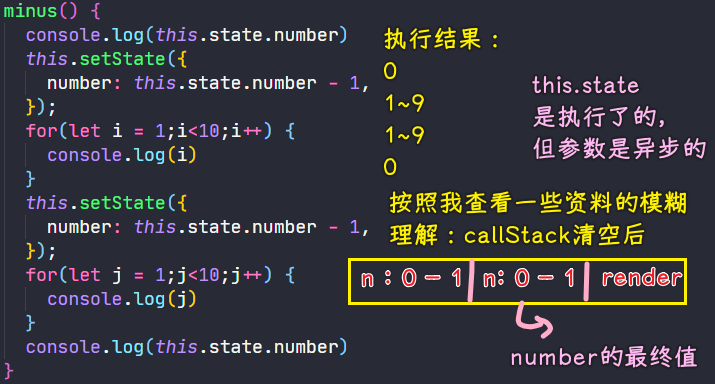 minus() {
console.log(this.state.number)
this.setState({
number: this.state.number - 1,
});
for(let i = 1;i<10;i++) {
console.log(i)
}
this.setState({
number: this.state.number - 1,
});
for(let j = 1;j<10;j++) {
console.log(j)
}
console.log(this.state.number)
}
执行结果：
0
1~9
1~9
0
this.state
是执行了的,
但参数是异步的
按照我查看一些资料的模糊
理解：callStack清空后
n：0-1 n: 0-1 render
number的最终值